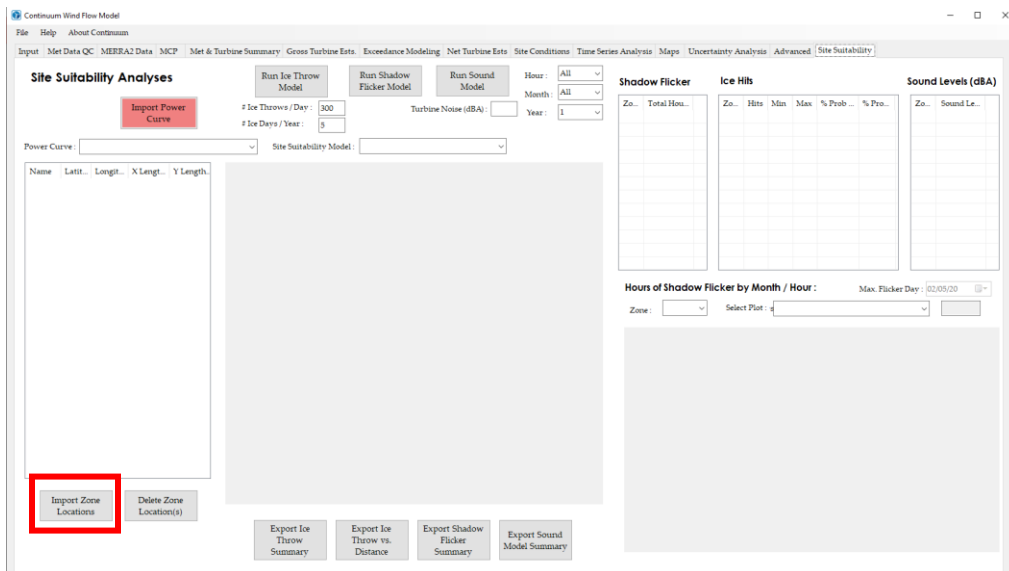 Continuum Wind Flow Model
File Help About Continuum
Input Met Data QC MERRA2 Data MCP Met & Turbine Summary Gross Turbine Ests. Exceedance Modeling Net Turbine Ests Site Conditions Time Series Analysis Maps Uncertainty Analysis Advanced Site Suitability
Site Suitability Analyses
Import Power
Curve
Run Ice Throw
Model
Run Shadow
Flicker Model
Run Sound
Model
Hour : All
Month : All
Year : 1
# Ice Throws / Day : 300
# Ice Days / Year : 5
Turbine Noise (dBA) :
Power Curve :
Site Suitability Model :
Name Latit... Longit... X Lengt... Y Length...
Shadow Flicker
Zo... Total Hou...
Ice Hits
Zo... Hits Min Max % Prob ... % Pro...
Sound Levels (dBA)
Zo... Sound Le...
Hours of Shadow Flicker by Month / Hour :
Max. Flicker Day : 02/05/20
Zone :
Select Plot :
Import Zone
Locations
Delete Zone
Location(s)
Export Ice
Throw
Summary
Export Ice
Throw vs.
Distance
Export Shadow
Flicker
Summary
Export Sound
Model Summary